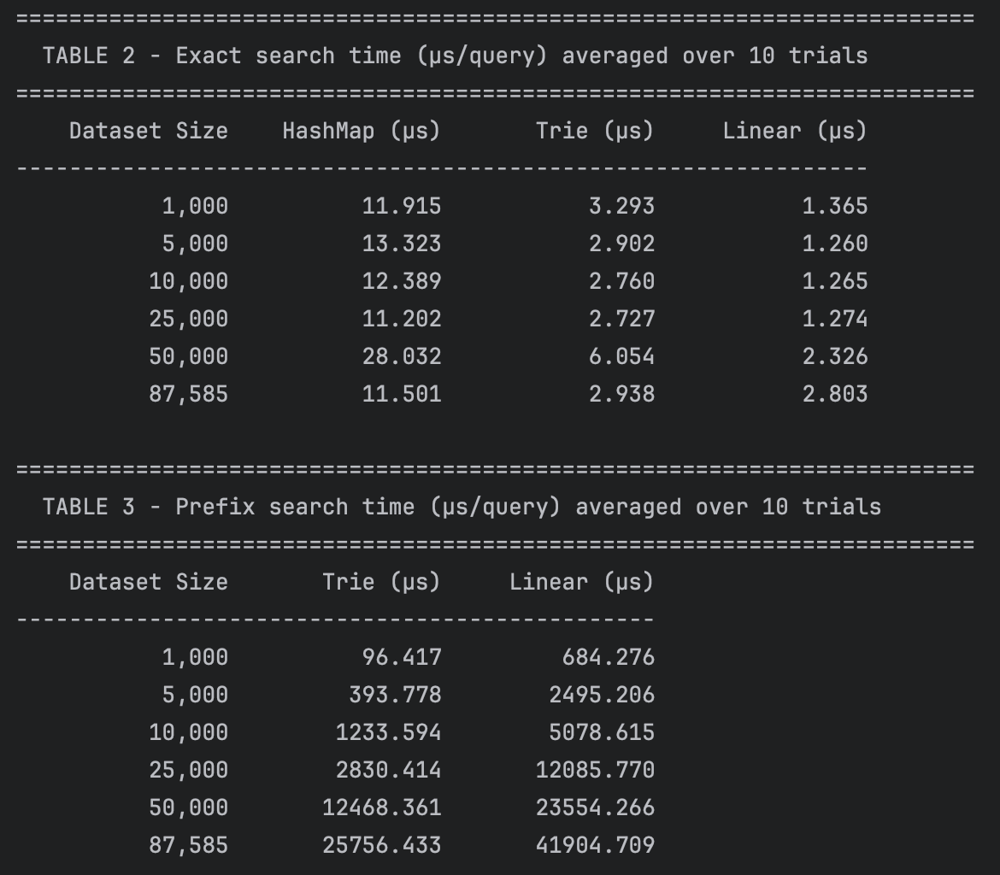 ========================================================================
TABLE 2 - Exact search time (µs/query) averaged over 10 trials
========================================================================
Dataset Size    HashMap (µs)       Trie (µs)     Linear (µs)
----------------------------------------------------------------
1,000          11.915           3.293           1.365
5,000          13.323           2.902           1.260
10,000          12.389           2.760           1.265
25,000          11.202           2.727           1.274
50,000          28.032           6.054           2.326
87,585          11.501           2.938           2.803
========================================================================
TABLE 3 - Prefix search time (µs/query) averaged over 10 trials
========================================================================
Dataset Size       Trie (µs)     Linear (µs)
------------------------------------------------
1,000          96.417         684.276
5,000         393.778        2495.206
10,000        1233.594        5078.615
25,000        2830.414       12085.770
50,000       12468.361       23554.266
87,585       25756.433       41904.709